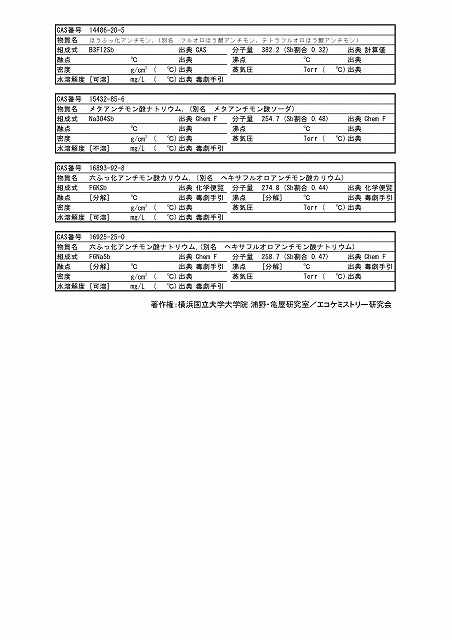 CAS番号 14486-20-5
物質名 ほうふっ化アンチモン, (別名 フルオロほう酸アンチモン, テトラフルオロほう酸アンチモン)
組成式 B3F12Sb 出典 CAS 分子量 382.2 (Sb割合 0.32) 出典 計算値
融点 ℃ 出典 沸点 ℃ 出典
密度 g/cm³ ( ℃) 出典 蒸気圧 Torr ( ℃) 出典
水溶解度 [可溶] mg/L ( ℃) 出典 毒劇手引
CAS番号 15432-85-6
物質名 メタアンチモン酸ナトリウム, (別名 メタアンチモン酸ソーダ)
組成式 NaO4Sb 出典 Chem F 分子量 254.7 (Sb割合 0.48) 出典 Chem F
融点 ℃ 出典 沸点 ℃ 出典
密度 g/cm³ ( ℃) 出典 蒸気圧 Torr ( ℃) 出典
水溶解度 [不溶] mg/L ( ℃) 出典 毒劇手引
CAS番号 16893-92-8
物質名 六ふっ化アンチモン酸カリウム, (別名 ヘキサフルオロアンチモン酸カリウム)
組成式 F6KSb 出典 化学便覧 分子量 274.8 (Sb割合 0.44) 出典 化学便覧
融点 [分解] ℃ 出典 毒劇手引 沸点 [分解] ℃ 出典 毒劇手引
密度 g/cm³ ( ℃) 出典 蒸気圧 Torr ( ℃) 出典
水溶解度 [可溶] mg/L ( ℃) 出典 毒劇手引
CAS番号 16925-25-0
物質名 六ふっ化アンチモン酸ナトリウム, (別名 ヘキサフルオロアンチモン酸ナトリウム)
組成式 F6NaSb 出典 Chem F 分子量 258.7 (Sb割合 0.47) 出典 Chem F
融点 [分解] ℃ 出典 毒劇手引 沸点 [分解] ℃ 出典 毒劇手引
密度 g/cm³ ( ℃) 出典 蒸気圧 Torr ( ℃) 出典
水溶解度 [可溶] mg/L ( ℃) 出典 毒劇手引
著作権:横浜国立大学大学院 浦野・亀屋研究室/エコケミストリー研究会